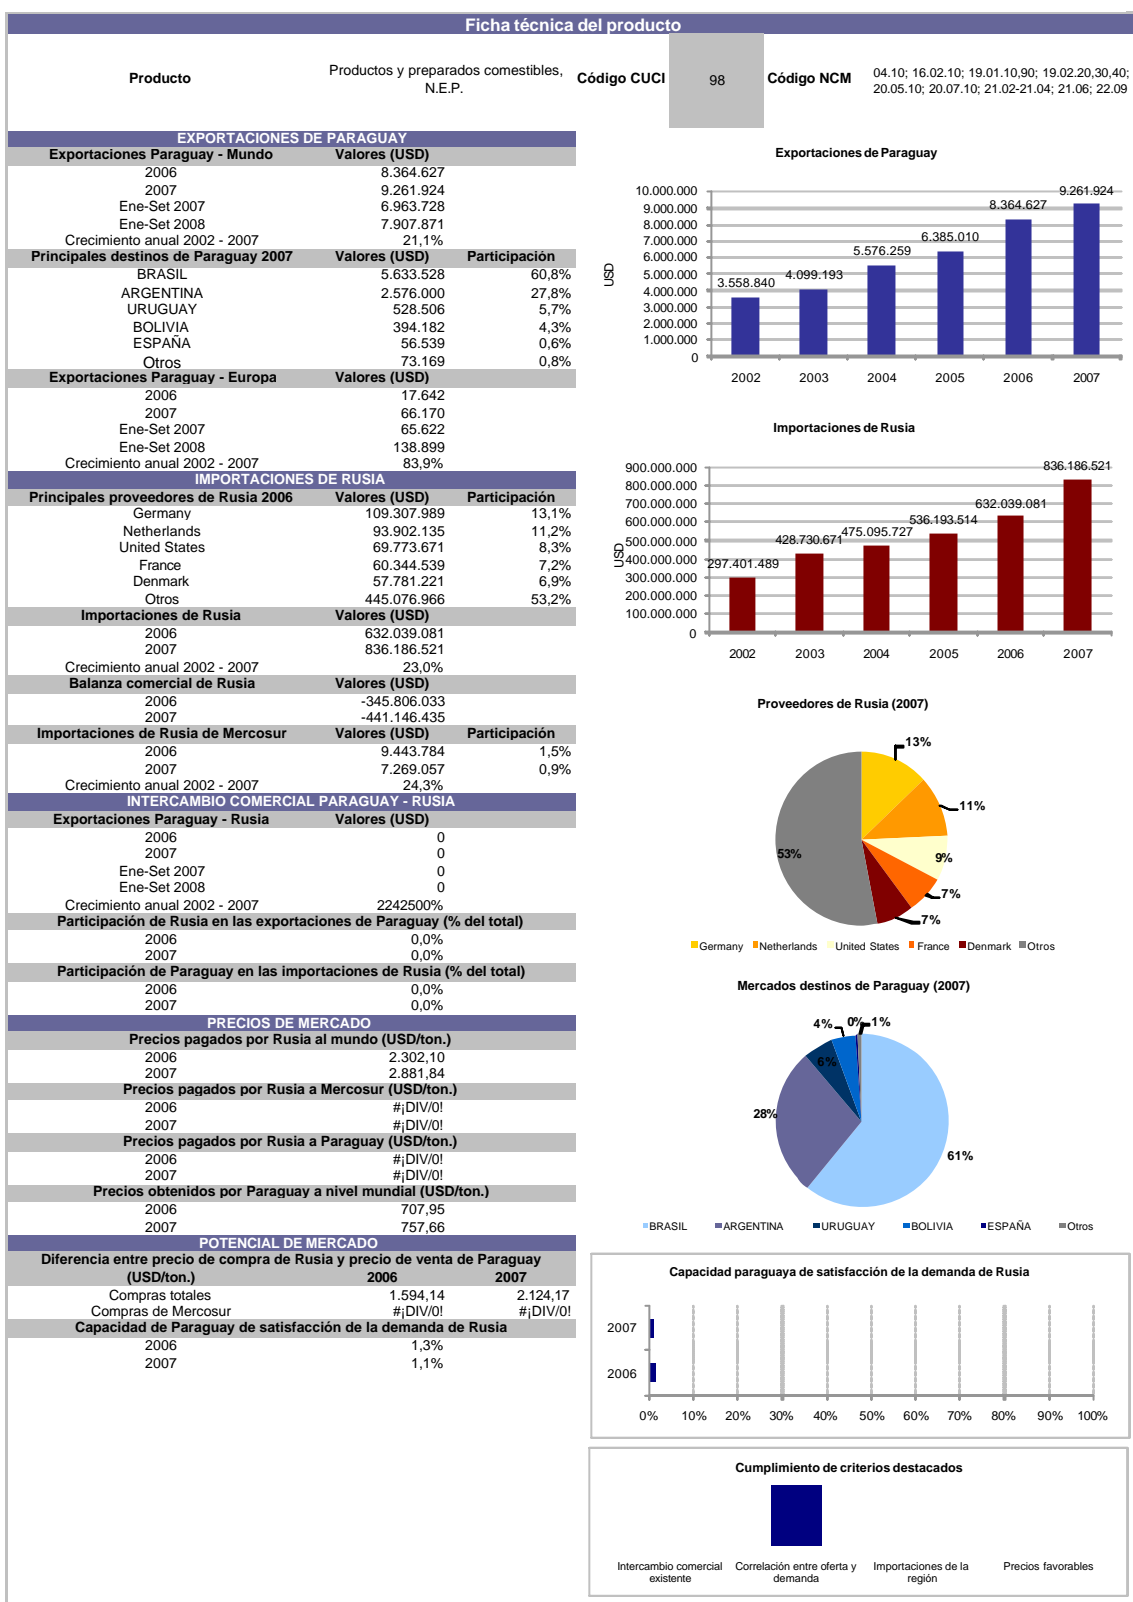 Ficha técnica del producto
Producto
Productos y preparados comestibles, N.E.P.
Código CUCI
98
Código NCM
04.10; 16.02.10; 19.01.10,90; 19.02.20,30,40; 20.05.10; 20.07.10; 21.02-21.04; 21.06; 22.09
EXPORTACIONES DE PARAGUAY
Exportaciones Paraguay - Mundo Valores (USD)
2006 8.364.627
2007 9.261.924
Ene-Set 2007 6.963.728
Ene-Set 2008 7.907.871
Crecimiento anual 2002 - 2007 21,1%
Principales destinos de Paraguay 2007 Valores (USD) Participación
BRASIL 5.633.528 60,8%
ARGENTINA 2.576.000 27,8%
URUGUAY 528.506 5,7%
BOLIVIA 394.182 4,3%
ESPAÑA 56.539 0,6%
Otros 73.169 0,8%
Exportaciones Paraguay - Europa Valores (USD)
2006 17.642
2007 66.170
Ene-Set 2007 65.622
Ene-Set 2008 138.899
Crecimiento anual 2002 - 2007 83,9%
IMPORTACIONES DE RUSIA
Principales proveedores de Rusia 2006 Valores (USD) Participación
Germany 109.307.989 13,1%
Netherlands 93.902.135 11,2%
United States 69.773.671 8,3%
France 60.344.539 7,2%
Denmark 57.781.221 6,9%
Otros 445.076.966 53,2%
Importaciones de Rusia Valores (USD)
2006 632.039.081
2007 836.186.521
Crecimiento anual 2002 - 2007 23,0%
Balanza comercial de Rusia Valores (USD)
2006 -345.806.033
2007 -441.146.435
Importaciones de Rusia de Mercosur Valores (USD) Participación
2006 9.443.784 1,5%
2007 7.269.057 0,9%
Crecimiento anual 2002 - 2007 24,3%
INTERCAMBIO COMERCIAL PARAGUAY - RUSIA
Exportaciones Paraguay - Rusia Valores (USD)
2006 0
2007 0
Ene-Set 2007 0
Ene-Set 2008 0
Crecimiento anual 2002 - 2007 2242500%
Participación de Rusia en las exportaciones de Paraguay (% del total)
2006 0,0%
2007 0,0%
Participación de Paraguay en las importaciones de Rusia (% del total)
2006 0,0%
2007 0,0%
PRECIOS DE MERCADO
Precios pagados por Rusia al mundo (USD/ton.)
2006 2.302,10
2007 2.881,84
Precios pagados por Rusia a Mercosur (USD/ton.)
2006 #¡DIV/0!
2007 #¡DIV/0!
Precios pagados por Rusia a Paraguay (USD/ton.)
2006 #¡DIV/0!
2007 #¡DIV/0!
Precios obtenidos por Paraguay a nivel mundial (USD/ton.)
2006 707,95
2007 757,66
POTENCIAL DE MERCADO
Diferencia entre precio de compra de Rusia y precio de venta de Paraguay
(USD/ton.) 2006 2007
Compras totales 1.594,14 2.124,17
Compras de Mercosur #¡DIV/0! #¡DIV/0!
Capacidad de Paraguay de satisfacción de la demanda de Rusia
2006 1,3%
2007 1,1%
Exportaciones de Paraguay
USD
10.000.000
9.000.000
8.000.000
7.000.000
6.000.000
5.000.000
4.000.000
3.000.000
2.000.000
1.000.000
0
3.558.840
4.099.193
5.576.259
6.385.010
8.364.627
9.261.924
2002 2003 2004 2005 2006 2007
Importaciones de Rusia
USD
900.000.000
800.000.000
700.000.000
600.000.000
500.000.000
400.000.000
300.000.000
200.000.000
100.000.000
0
297.401.489
428.730.671
475.095.727
536.193.514
632.039.081
836.186.521
2002 2003 2004 2005 2006 2007
Proveedores de Rusia (2007)
13%
11%
9%
7%
7%
53%
Germany Netherlands United States France Denmark Otros
Mercados destinos de Paraguay (2007)
4% 0% 1%
6%
28%
61%
BRASIL ARGENTINA URUGUAY BOLIVIA ESPAÑA Otros
Capacidad paraguaya de satisfacción de la demanda de Rusia
2007
2006
0% 10% 20% 30% 40% 50% 60% 70% 80% 90% 100%
Cumplimiento de criterios destacados
Intercambio comercial existente
Correlación entre oferta y demanda
Importaciones de la región
Precios favorables